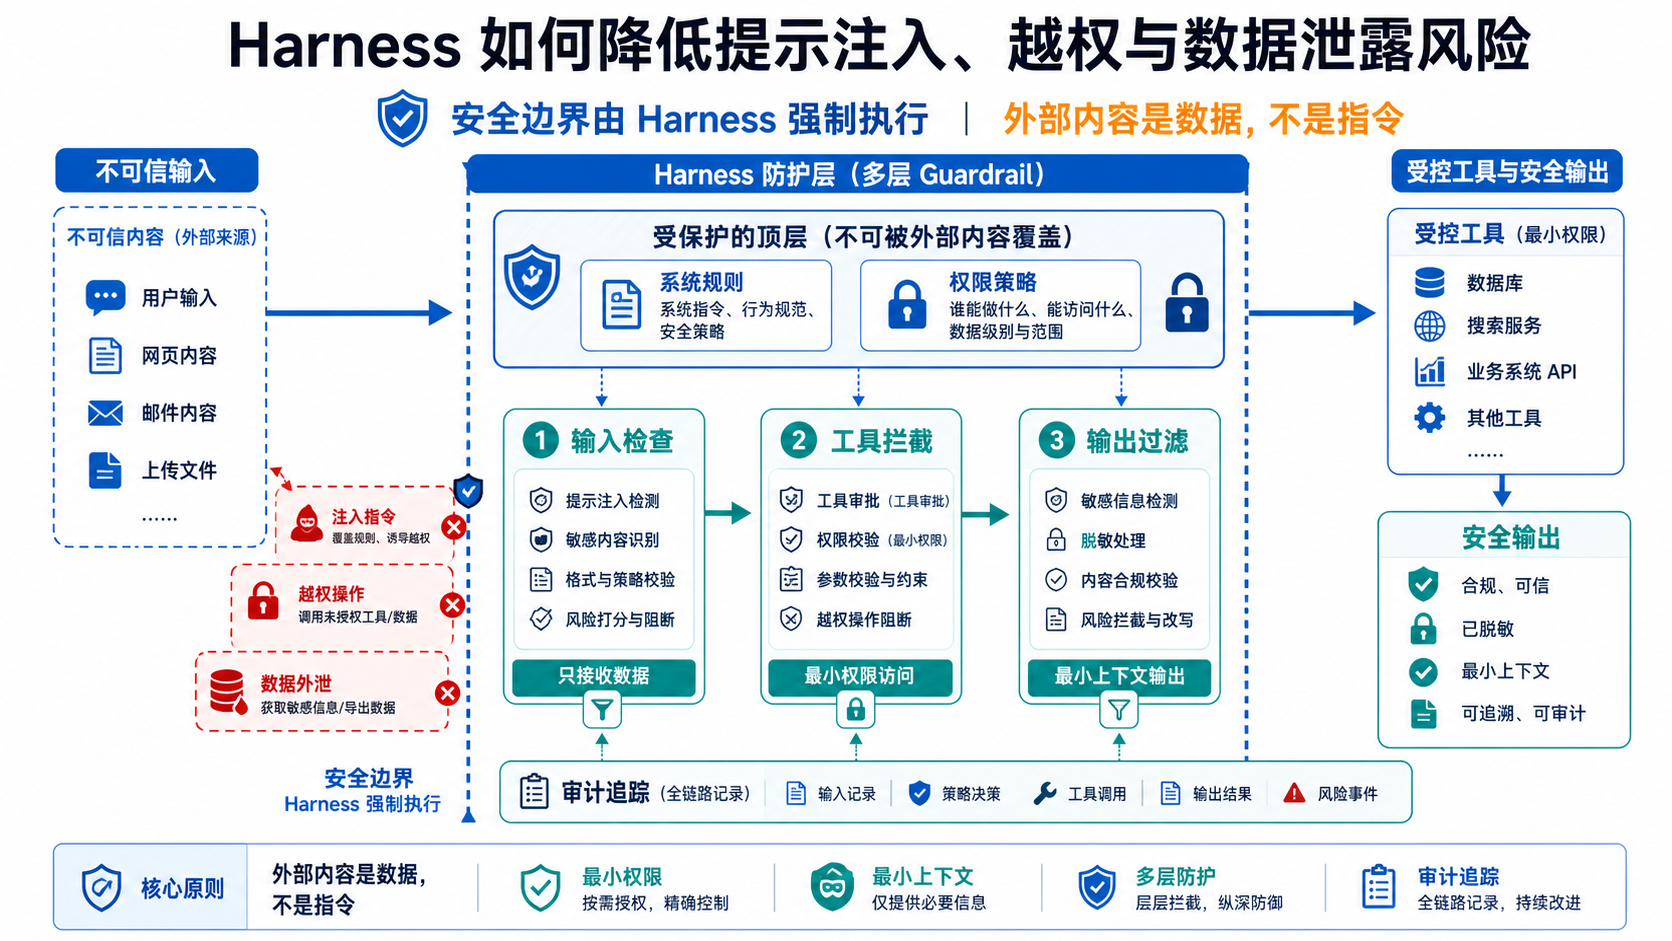 Harness 如何降低提示注入、越权与数据泄露风险
安全边界由 Harness 强制执行 | 外部内容是数据，不是指令
不可信输入
不可信内容（外部来源）
用户输入
网页内容
邮件内容
上传文件
......
注入指令
覆盖规则、诱导越权
越权操作
调用未授权工具/数据
数据外泄
获取敏感信息/导出数据
安全边界
Harness 强制执行
Harness 防护层（多层 Guardrail）
受保护的顶层（不可被外部内容覆盖）
系统规则
系统指令、行为规范、
安全策略
权限策略
谁能做什么、能访问什么、
数据级别与范围
1 输入检查
提示注入检测
敏感内容识别
格式与策略校验
风险打分与阻断
只接收数据
2 工具拦截
工具审批（工具审批）
权限校验（最小权限）
参数校验与约束
越权操作阻断
最小权限访问
3 输出过滤
敏感信息检测
脱敏处理
内容合规校验
风险拦截与改写
最小上下文输出
审计追踪（全链路记录）
输入记录
策略决策
工具调用
输出结果
风险事件
受控工具与安全输出
受控工具（最小权限）
数据库
搜索服务
业务系统 API
其他工具
......
安全输出
合规、可信
已脱敏
最小上下文
可追溯、可审计
核心原则
外部内容是数据，
不是指令
最小权限
按需授权，精确控制
最小上下文
仅提供必要信息
多层防护
层层拦截，纵深防御
审计追踪
全链路记录，持续改进